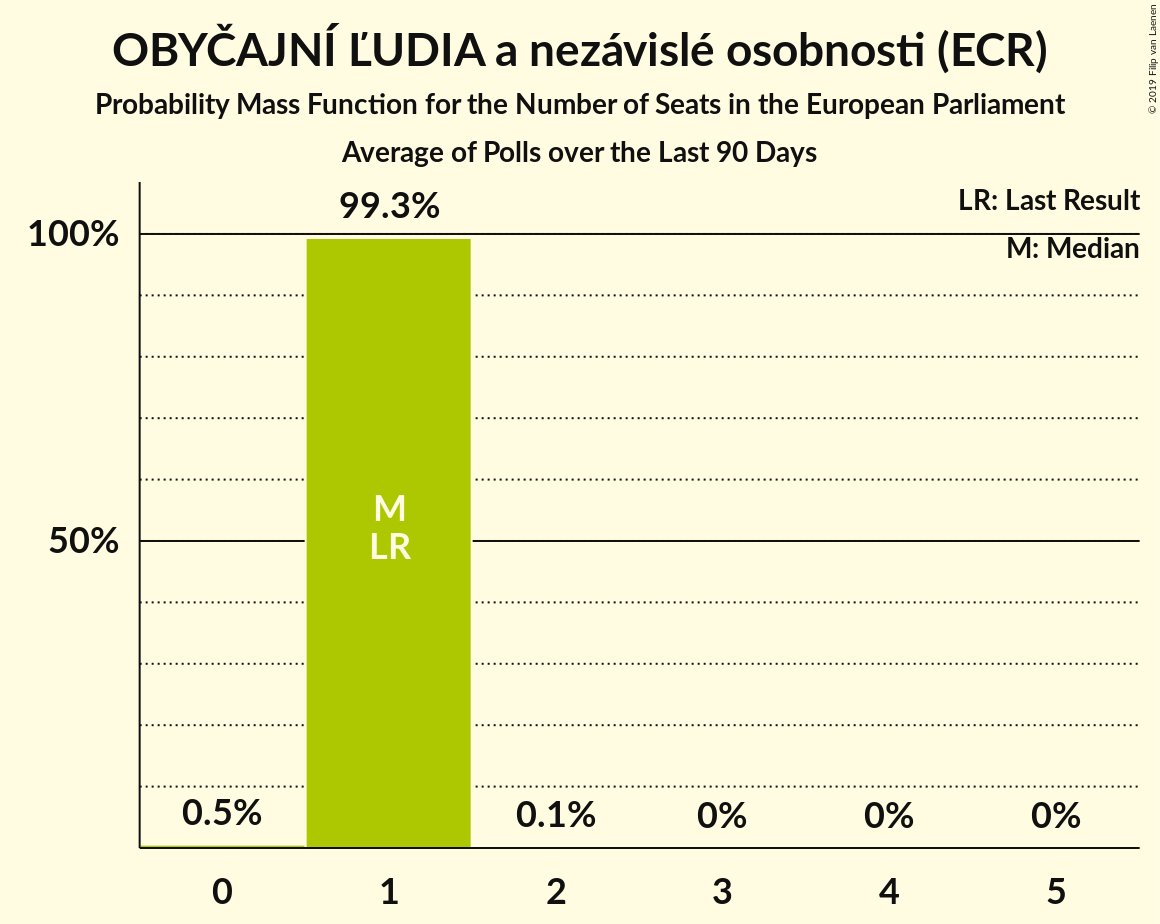 OBYČAJNÍ ĽUDIA a nezávislé osobnosti (ECR)
Probability Mass Function for the Number of Seats in the European Parliament
Average of Polls over the Last 90 Days
© 2019 Filip van Laenen
LR: Last Result
M: Median
99.3%
100%
M
LR
50%
0.5%
0.1%
0%
0%
0%
0 1 2 3 4 5